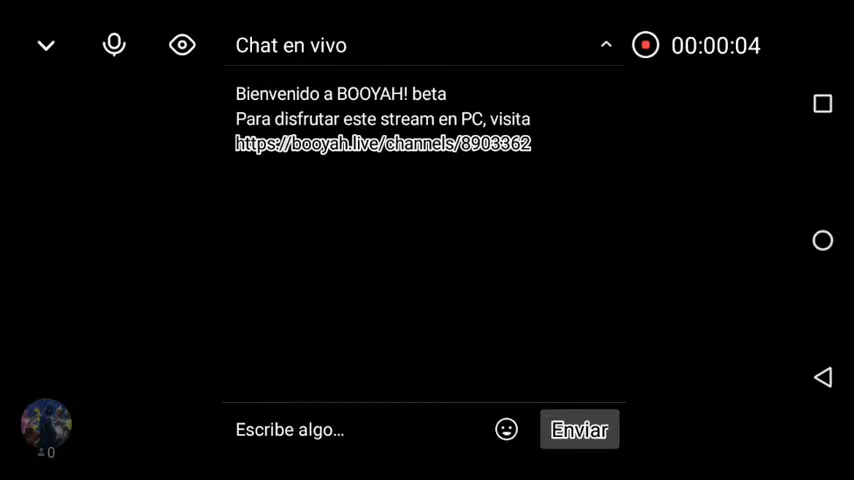 Chat en vivo
00:00:04
Bienvenido a BOOYAH! beta
Para disfrutar este stream en PC, visita
https://booyah.live/channels/8903362
Escribe algo...
Enviar
0